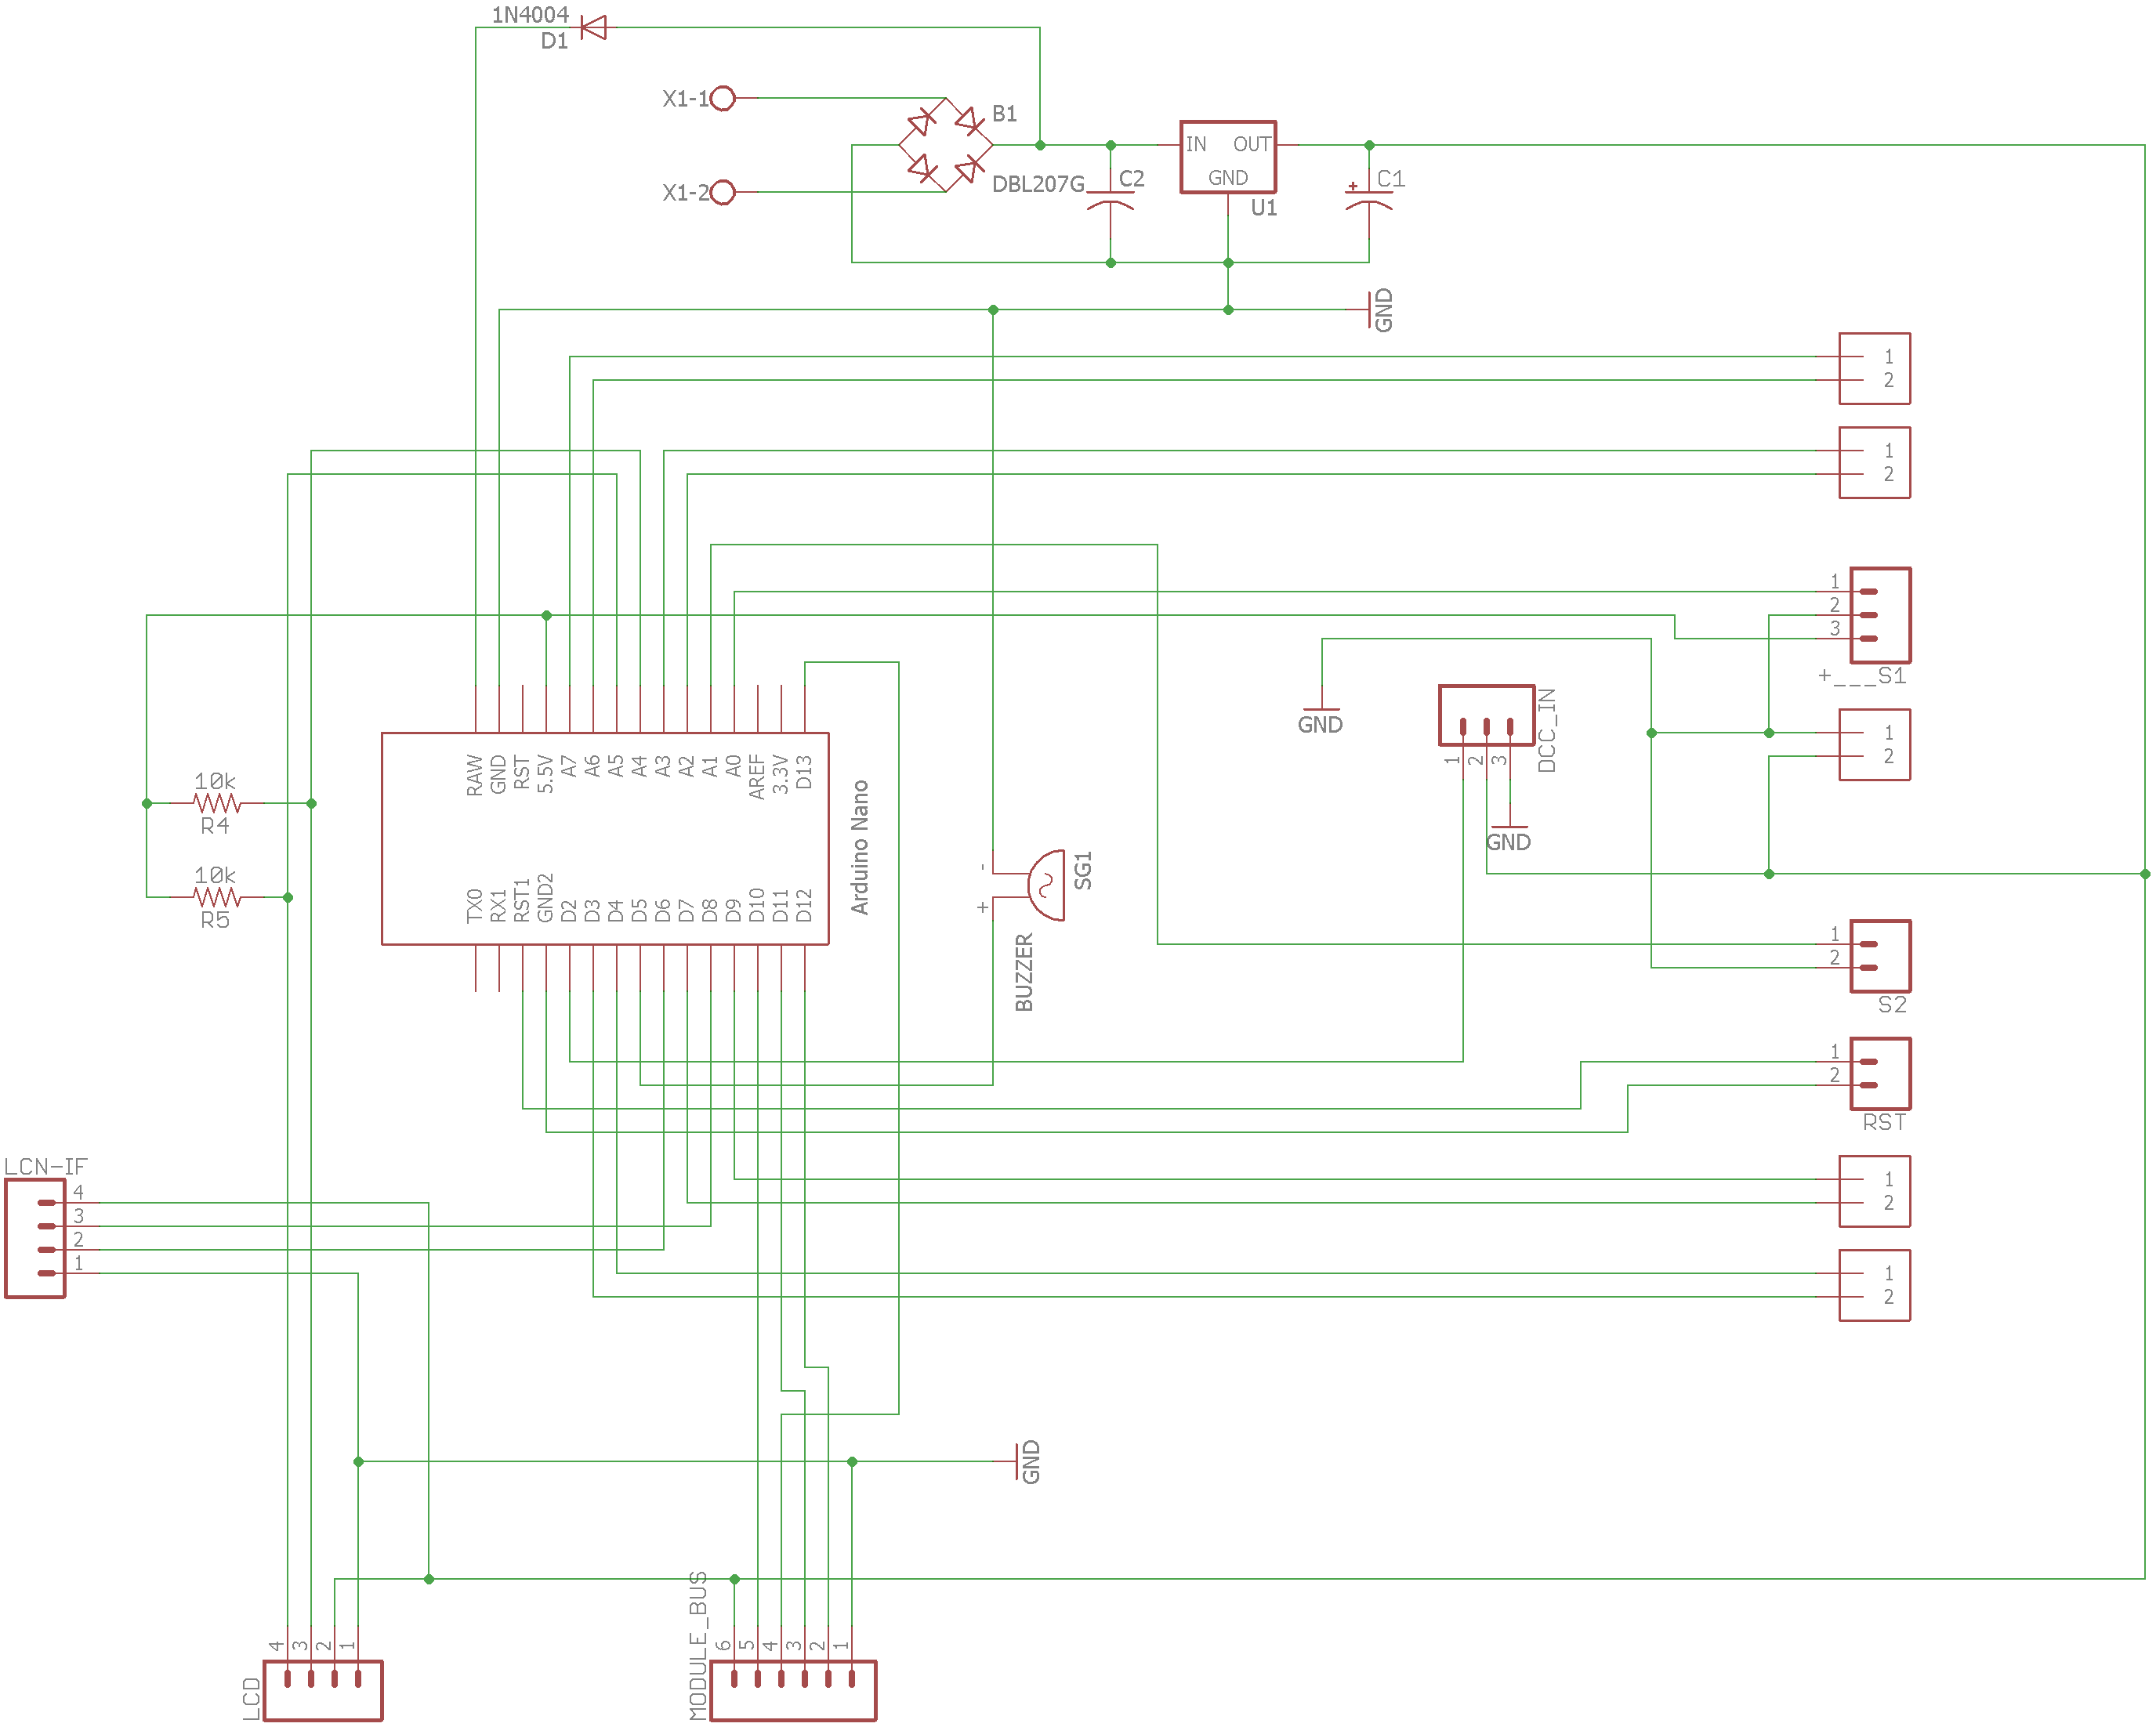 1N4004
D1
X1-1
B1
X1-2
DBL207G
C2
IN OUT
GND
U1
+ C1
GND
1
2
1
2
1
2
3
+___S1
GND
DCC_IN
1 2 3
GND
1
2
10k
R4
10k
R5
RAW GND RST 5.5V A7 A6 A5 A4 A3 A2 A1 A0 AREF 3.3V D13
TX0 RX1 RST1 GND2 D2 D3 D4 D5 D6 D7 D8 D9 D10 D11 D12
Arduino Nano
-
+
SG1
BUZZER
1
2
S2
1
2
RST
LCN-IF
4
3
2
1
1
2
1
2
GND
4 3 2 1
LCD
MODULE_BUS
6 5 4 3 2 1